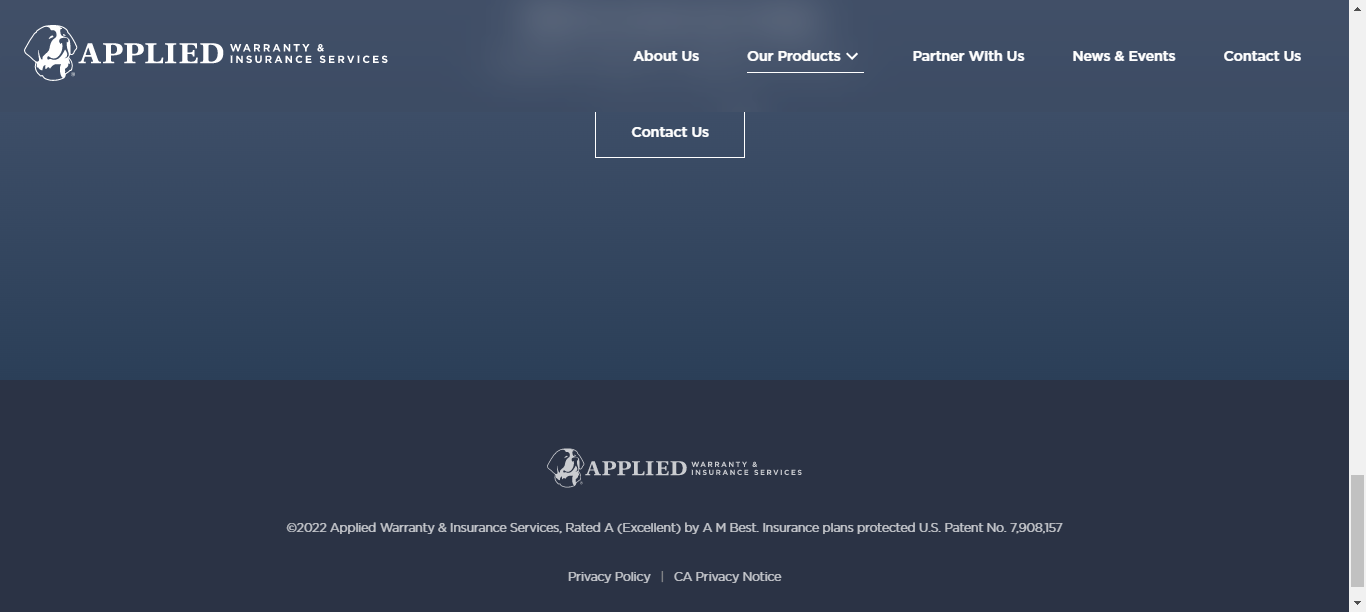 APPLIED WARRANTY &
INSURANCE SERVICES
About Us
Our Products
Partner With Us
News & Events
Contact Us
Contact Us
APPLIED WARRANTY &
INSURANCE SERVICES
©2022 Applied Warranty & Insurance Services, Rated A (Excellent) by A M Best. Insurance plans protected U.S. Patent No. 7,908,157
Privacy Policy | CA Privacy Notice